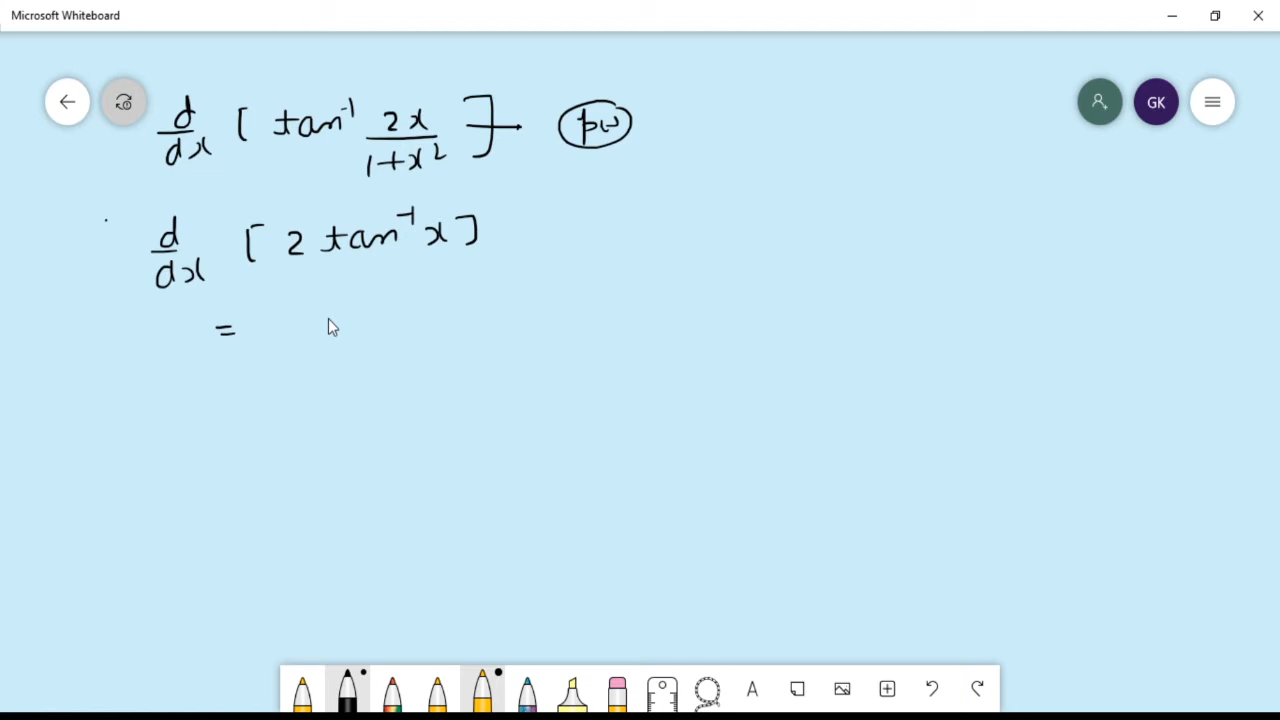 Microsoft Whiteboard
d/dx [ tan⁻¹ 2x/1+x² ] pw
GK
d/dx [ 2 tan⁻¹ x ]
=
A